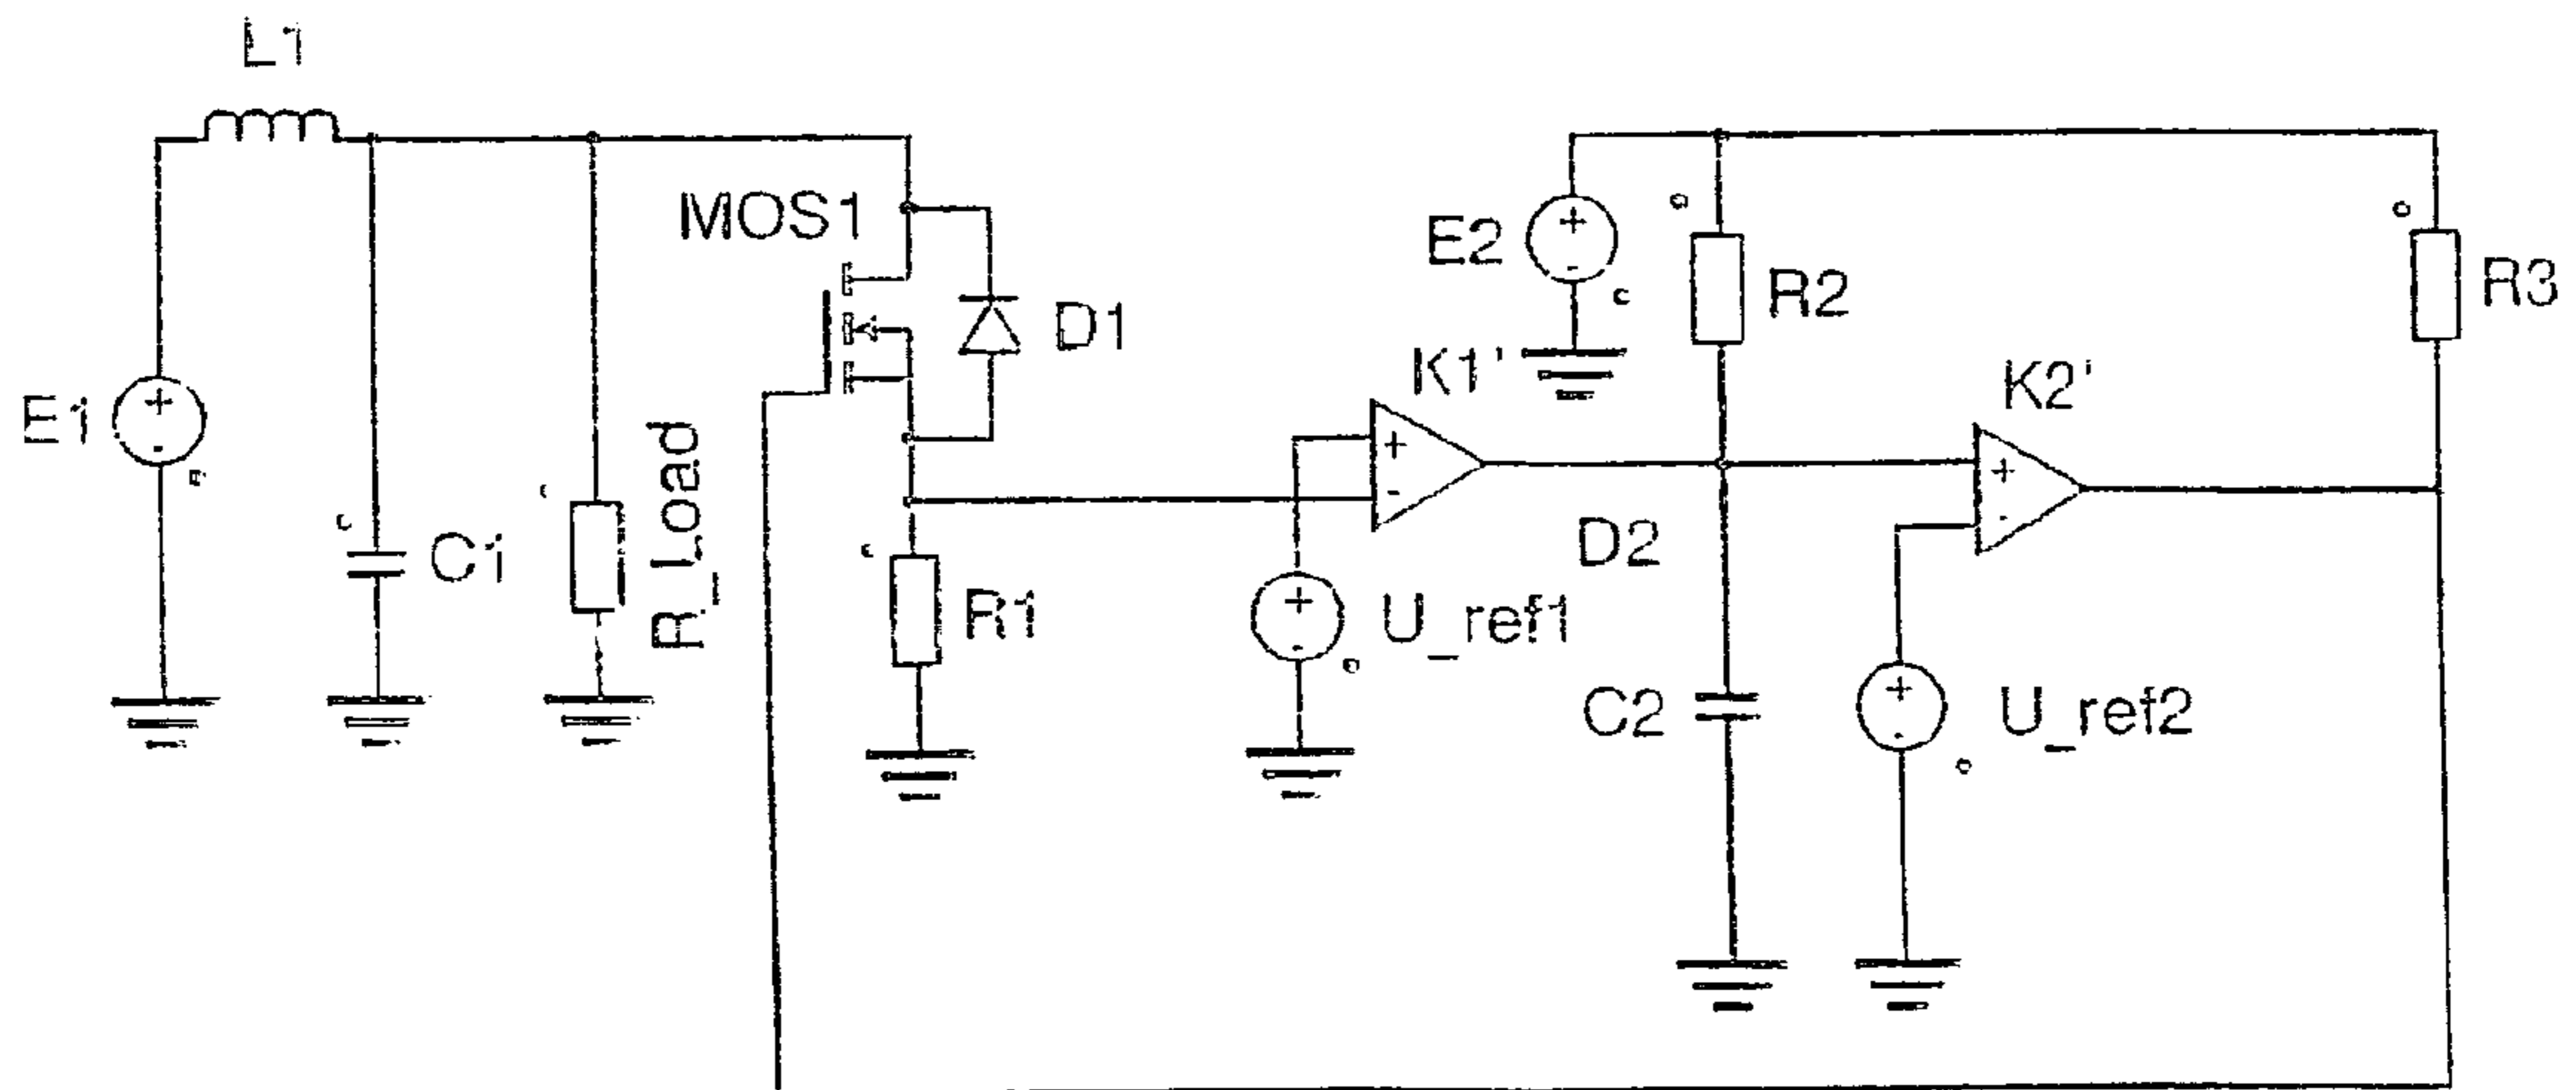 L1
MOS1
E1
D1
C1
R_Load
R1
K1'
U_ref1
E2
R2
R3
K2'
D2
C2
U_ref2